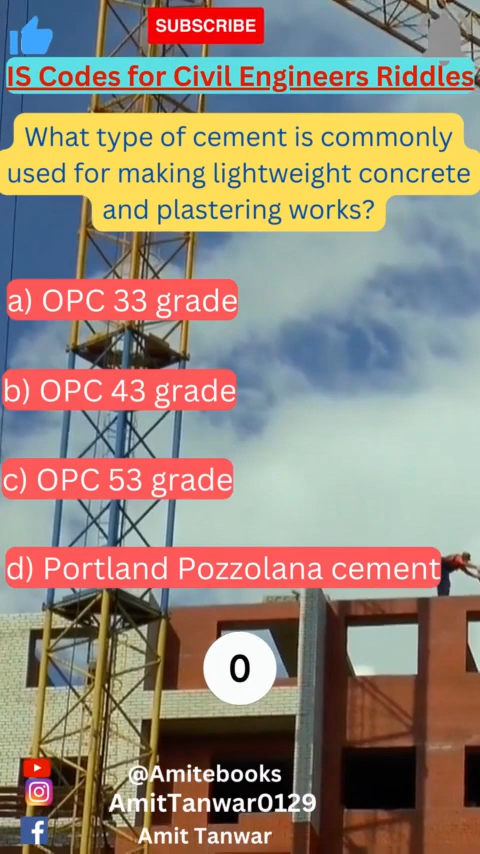 SUBSCRIBE
IS Codes for Civil Engineers Riddles
What type of cement is commonly
used for making lightweight concrete
and plastering works?
a) OPC 33 grade
b) OPC 43 grade
c) OPC 53 grade
d) Portland Pozzolana cement
0
@Amitebooks
AmitTanwar0129
Amit Tanwar